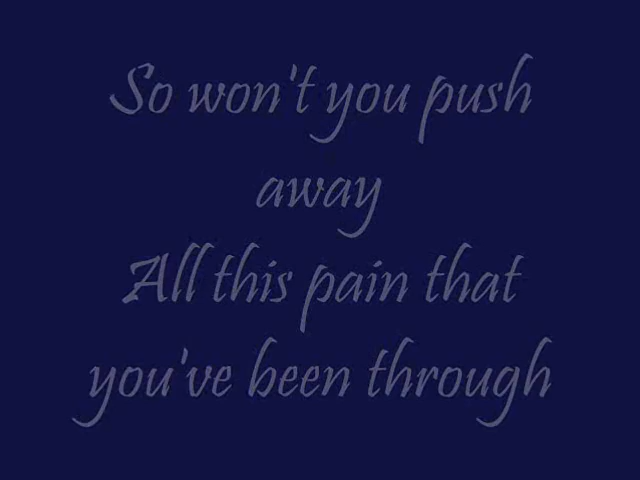 So won't you push
away
All this pain that
you've been through